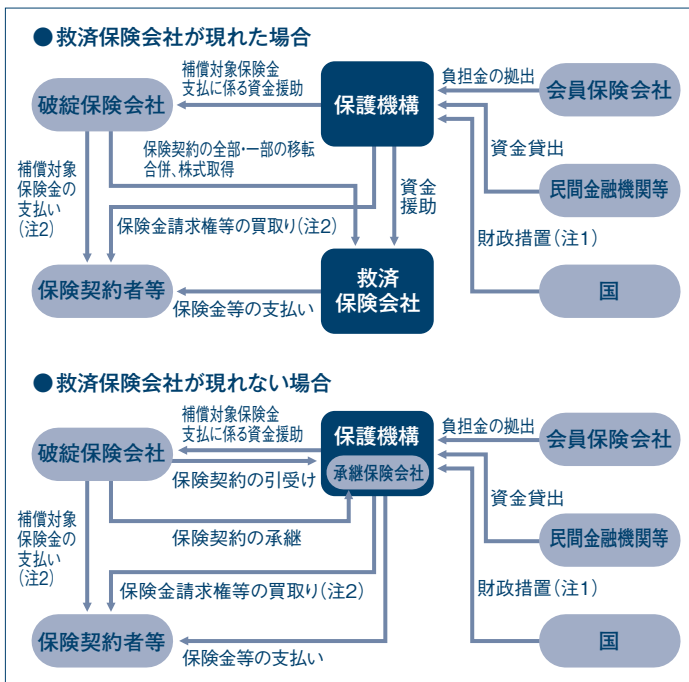 ●救済保険会社が現れた場合
補償対象保険金
支払に係る資金援助
破綻保険会社
保護機構
負担金の拠出
会員保険会社
補償対象
保険金の
支払い
(注2)
保険契約の全部・一部の移転
合併、株式取得
資金
援助
資金貸出
民間金融機関等
保険金請求権等の買取り(注2)
財政措置(注1)
保険契約者等
保険金等の支払い
救済
保険会社
国
●救済保険会社が現れない場合
補償対象保険金
支払に係る資金援助
破綻保険会社
保護機構
承継保険会社
負担金の拠出
会員保険会社
保険契約の引受け
補償対象
保険金の
支払い
(注2)
保険契約の承継
資金貸出
民間金融機関等
保険金請求権等の買取り(注2)
財政措置(注1)
保険契約者等
保険金等の支払い
国